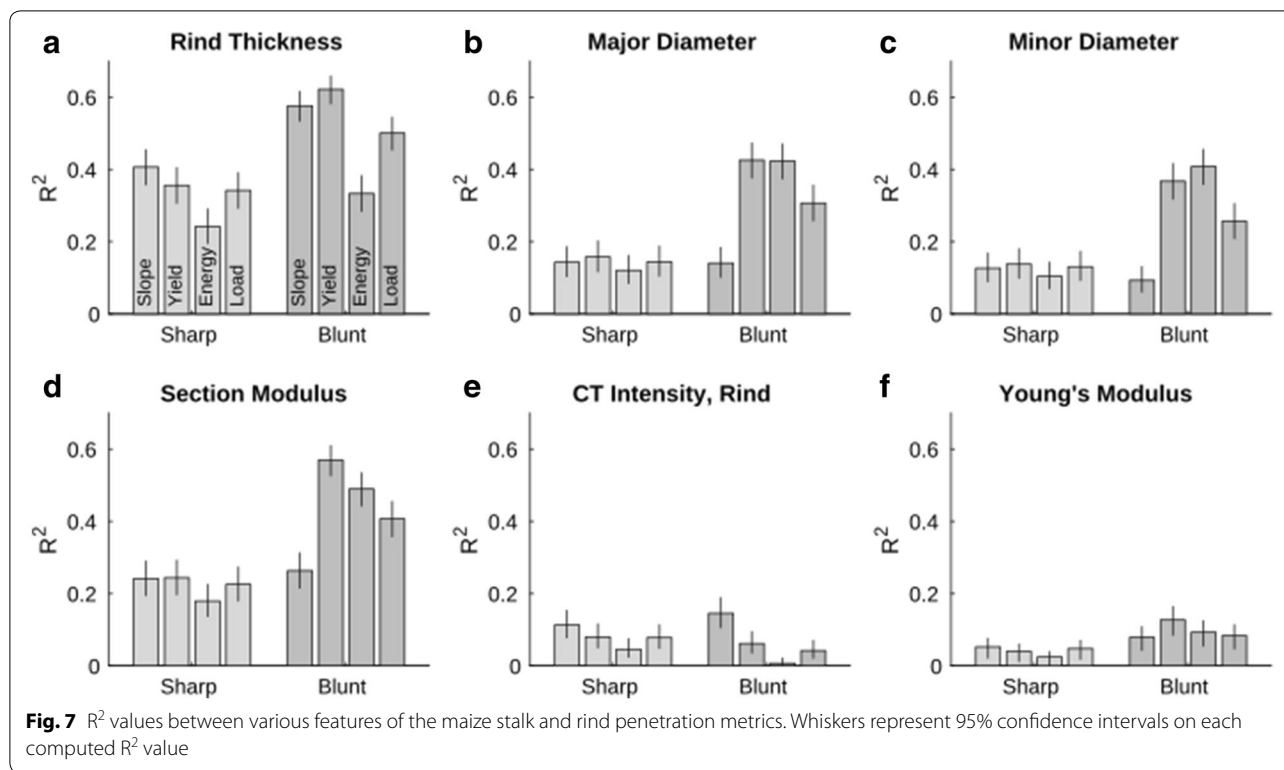 a Rind Thickness
R²
0.6
0.4
0.2
0
Slope
Yield
Energy
Load
Slope
Yield
Energy
Load
Sharp Blunt
b Major Diameter
R²
0.6
0.4
0.2
0
Sharp Blunt
c Minor Diameter
R²
0.6
0.4
0.2
0
Sharp Blunt
d Section Modulus
R²
0.6
0.4
0.2
0
Sharp Blunt
e CT Intensity, Rind
R²
0.6
0.4
0.2
0
Sharp Blunt
f Young's Modulus
R²
0.6
0.4
0.2
0
Sharp Blunt
Fig. 7 R² values between various features of the maize stalk and rind penetration metrics. Whiskers represent 95% confidence intervals on each
computed R² value